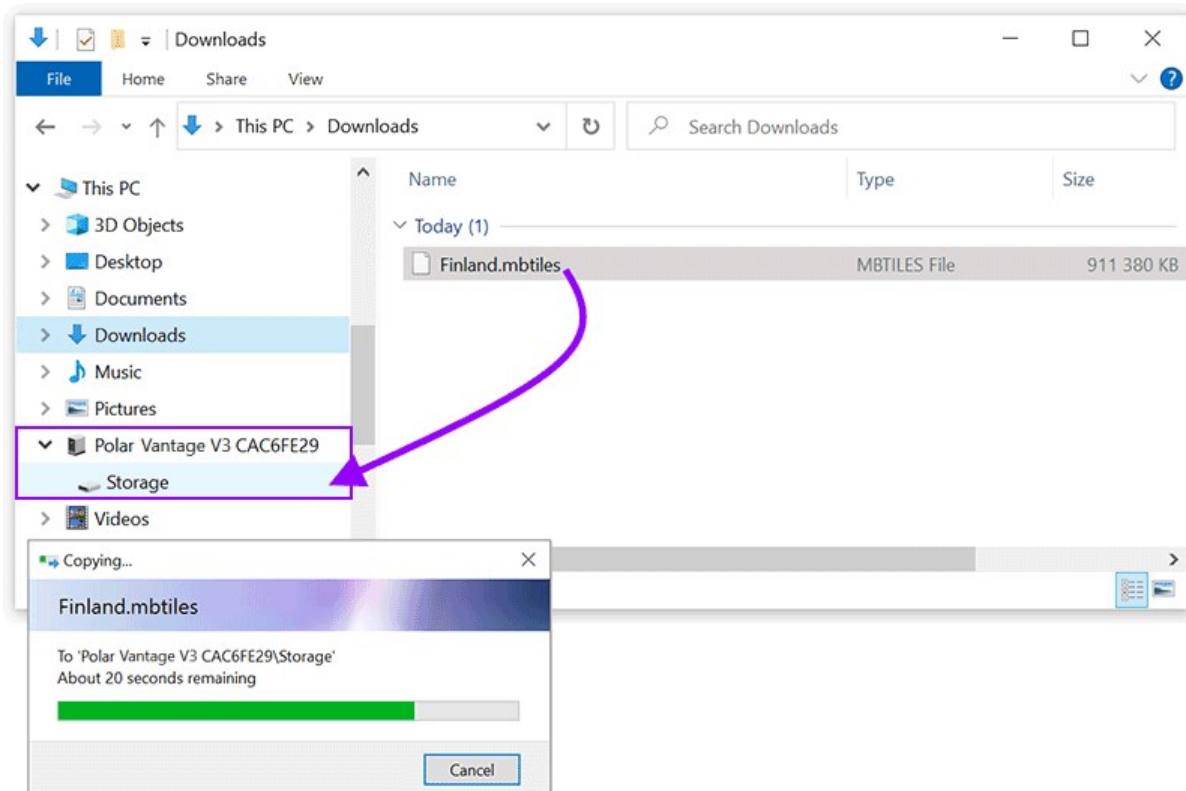 Downloads
File Home Share View
This PC > Downloads
Search Downloads
Name Type Size
This PC
3D Objects
Desktop
Documents
Downloads
Music
Pictures
Polar Vantage V3 CAC6FE29
Storage
Videos
Today (1)
Finland.mbtiles MBTILES File 911 380 KB
Copying...
Finland.mbtiles
To 'Polar Vantage V3 CAC6FE29\Storage'
About 20 seconds remaining
Cancel